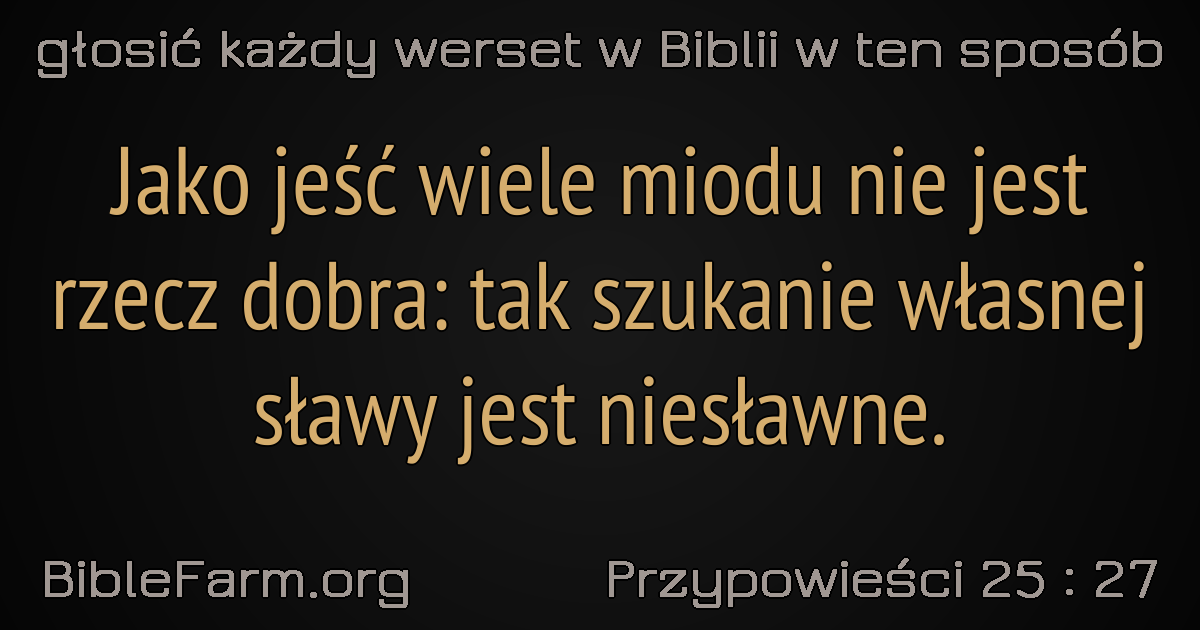 głosić każdy werset w Biblii w ten sposób
Jako jeść wiele miodu nie jest
rzecz dobra: tak szukanie własnej
sławy jest niesławne.
BibleFarm.org
Przypowieści 25 : 27